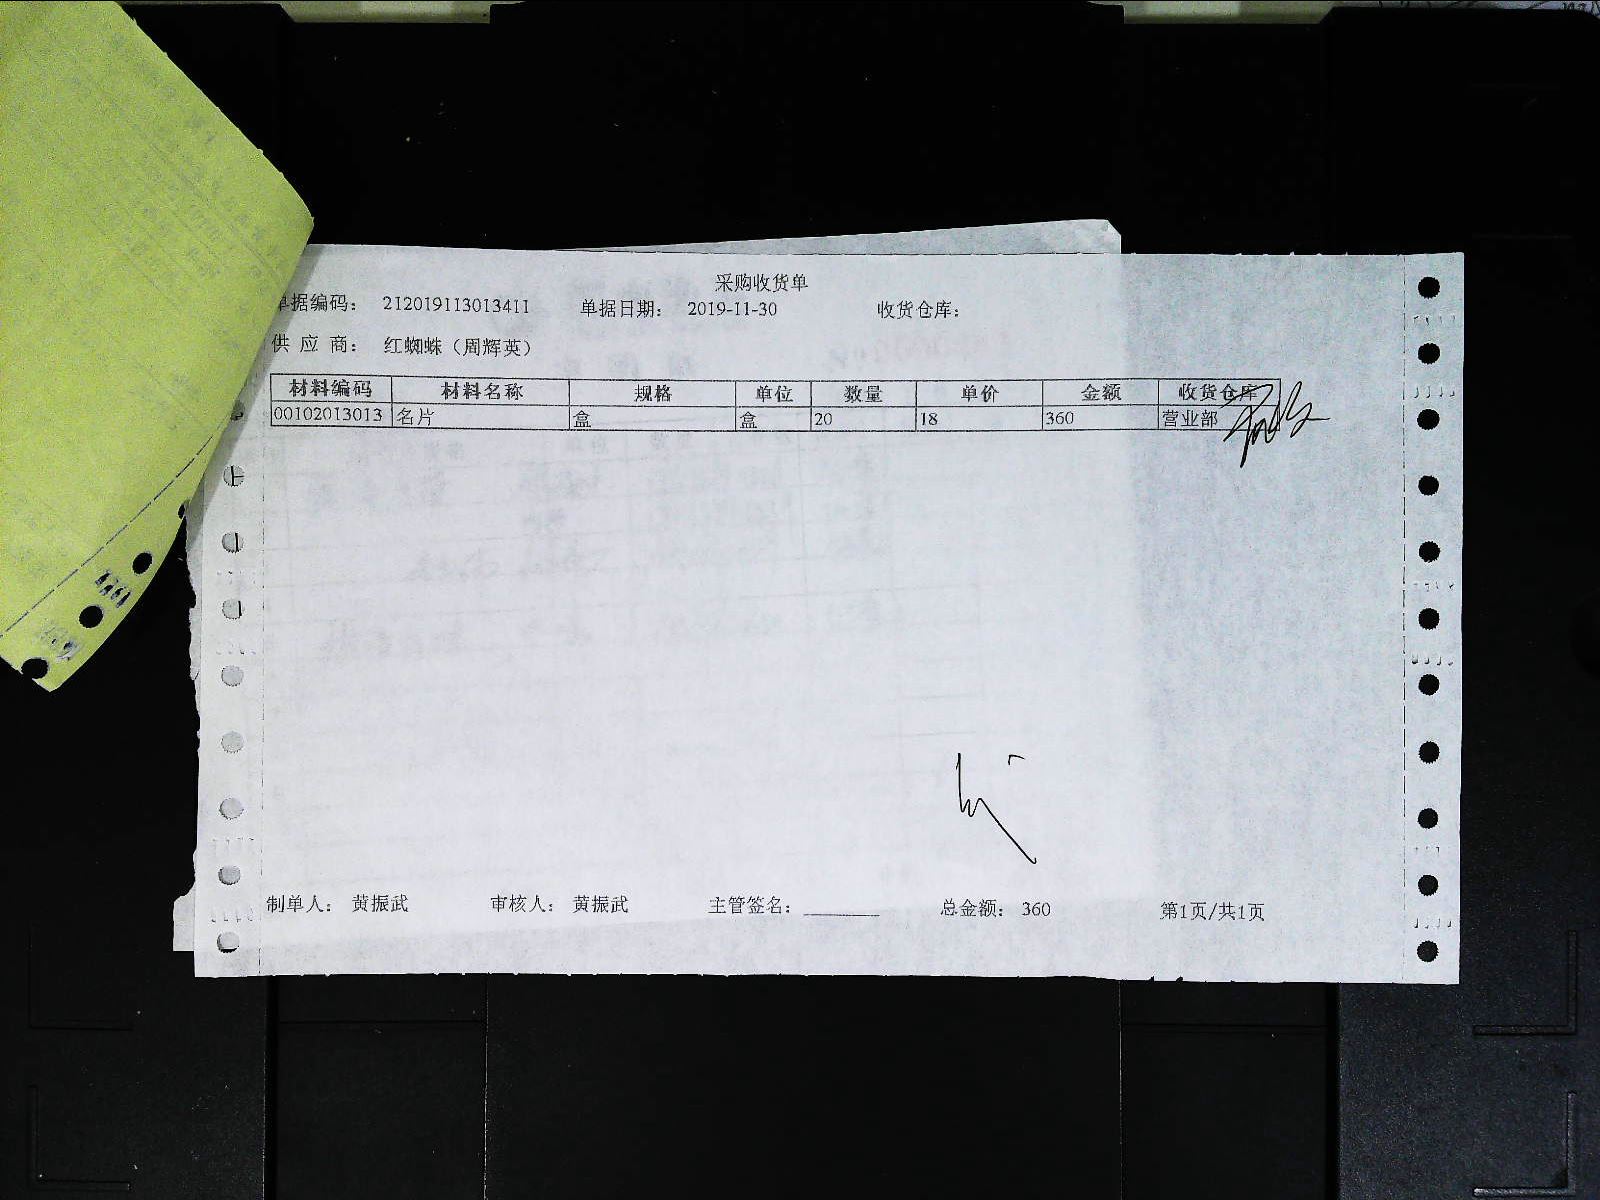 采购收货单
单据编码： 212019113013411 单据日期： 2019-11-30 收货仓库：
供 应 商： 红蜘蛛（周辉英）
材料编码 材料名称 规格 单位 数量 单价 金额 收货仓库
00102013013 名片 盒 盒 20 18 360 营业部
制单人： 黄振武 审核人： 黄振武 主管签名： 总金额： 360 第1页/共1页